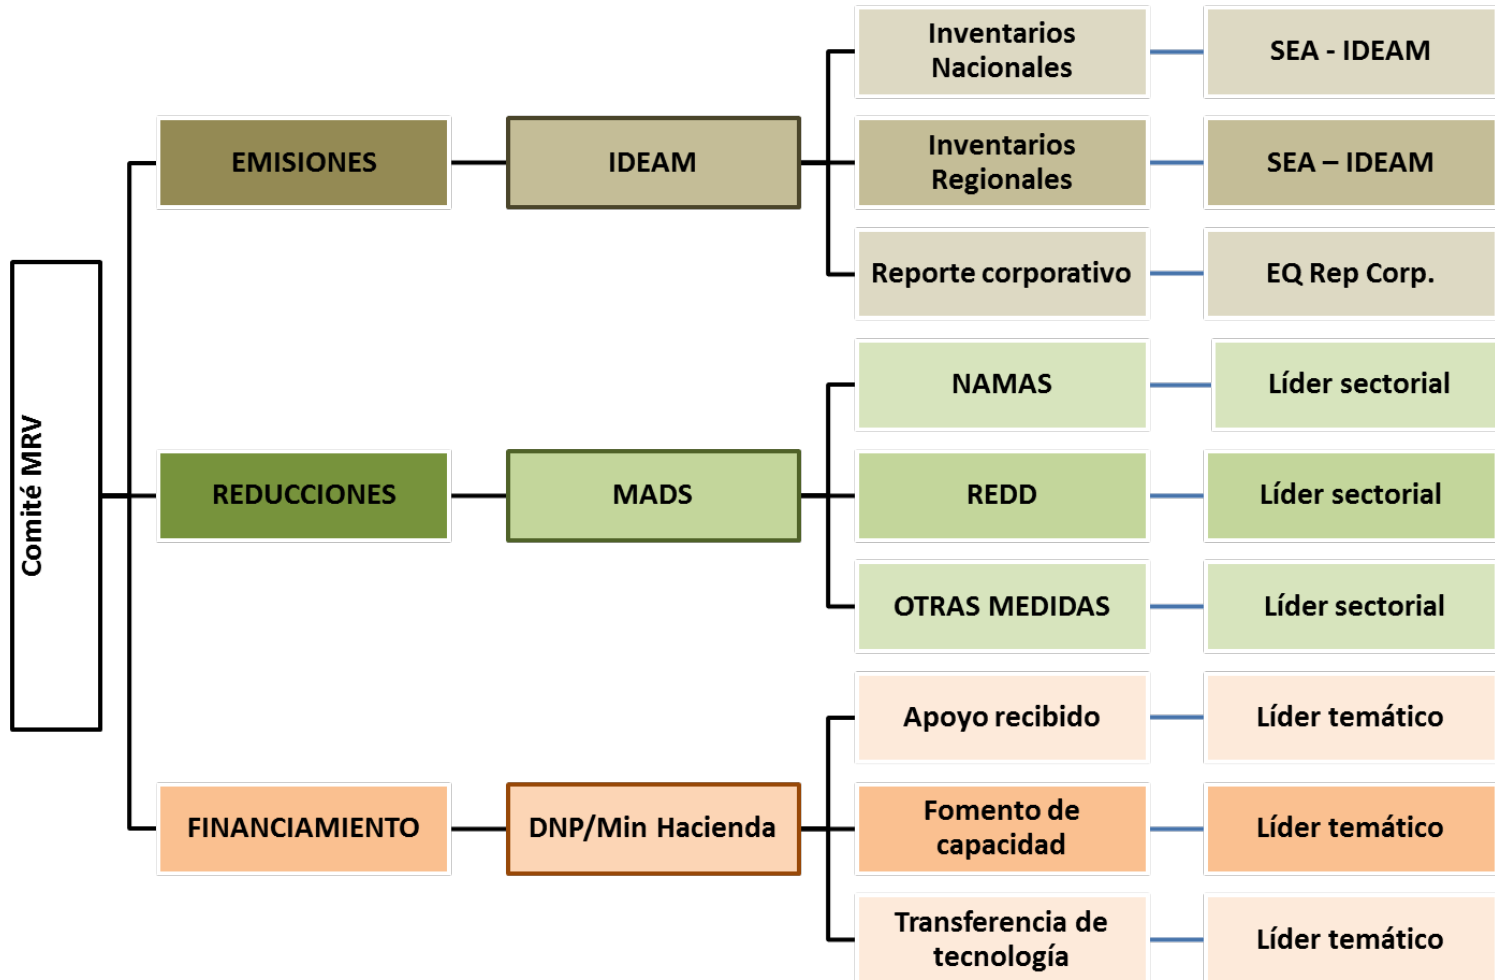 Comité MRV
EMISIONES
IDEAM
Inventarios
Nacionales
SEA - IDEAM
Inventarios
Regionales
SEA – IDEAM
Reporte corporativo
EQ Rep Corp.
REDUCCIONES
MADS
NAMAS
Líder sectorial
REDD
Líder sectorial
OTRAS MEDIDAS
Líder sectorial
FINANCIAMIENTO
DNP/Min Hacienda
Apoyo recibido
Líder temático
Fomento de
capacidad
Líder temático
Transferencia de
tecnología
Líder temático